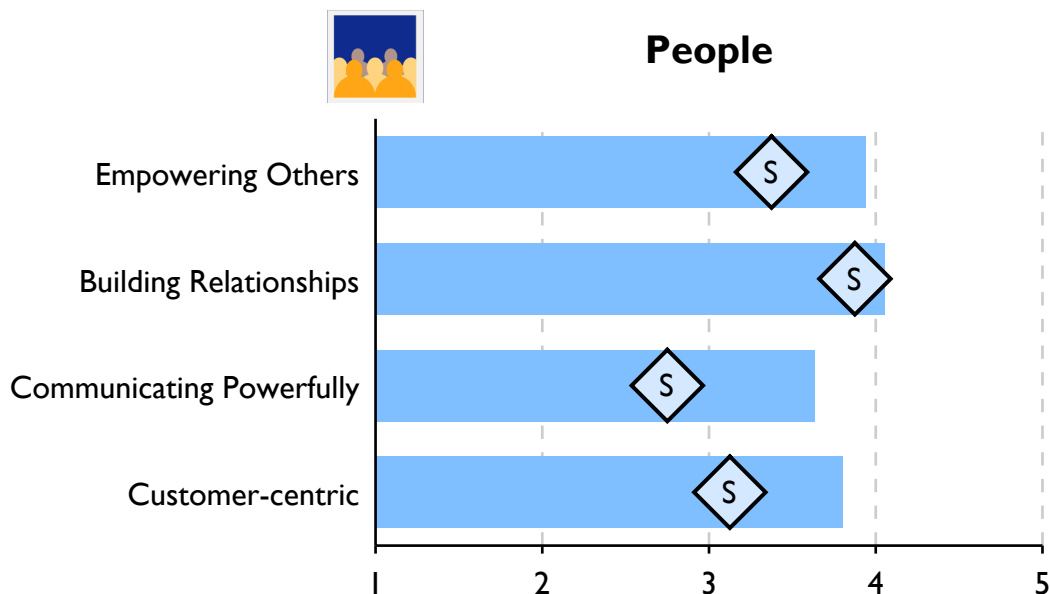 People
Empowering Others
S
Building Relationships
S
Communicating Powerfully
S
Customer-centric
S
1 2 3 4 5